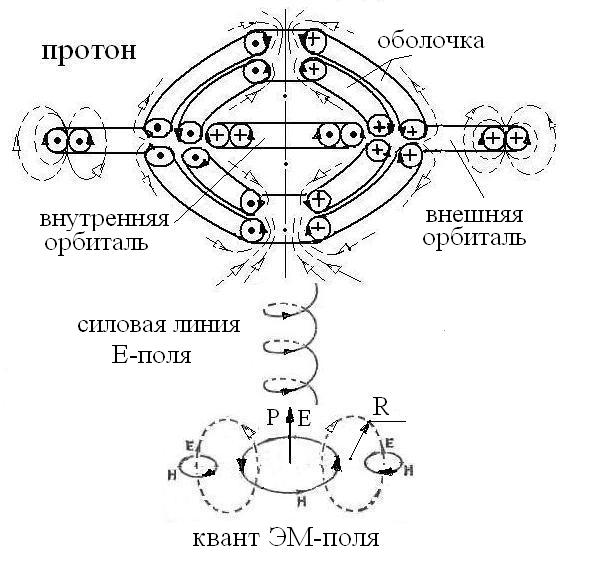 протон
оболочка
внутренняя
орбиталь
внешняя
орбиталь
силовая линия
Е-поля
P E
R
E
H
H
E
H
квант ЭМ-поля